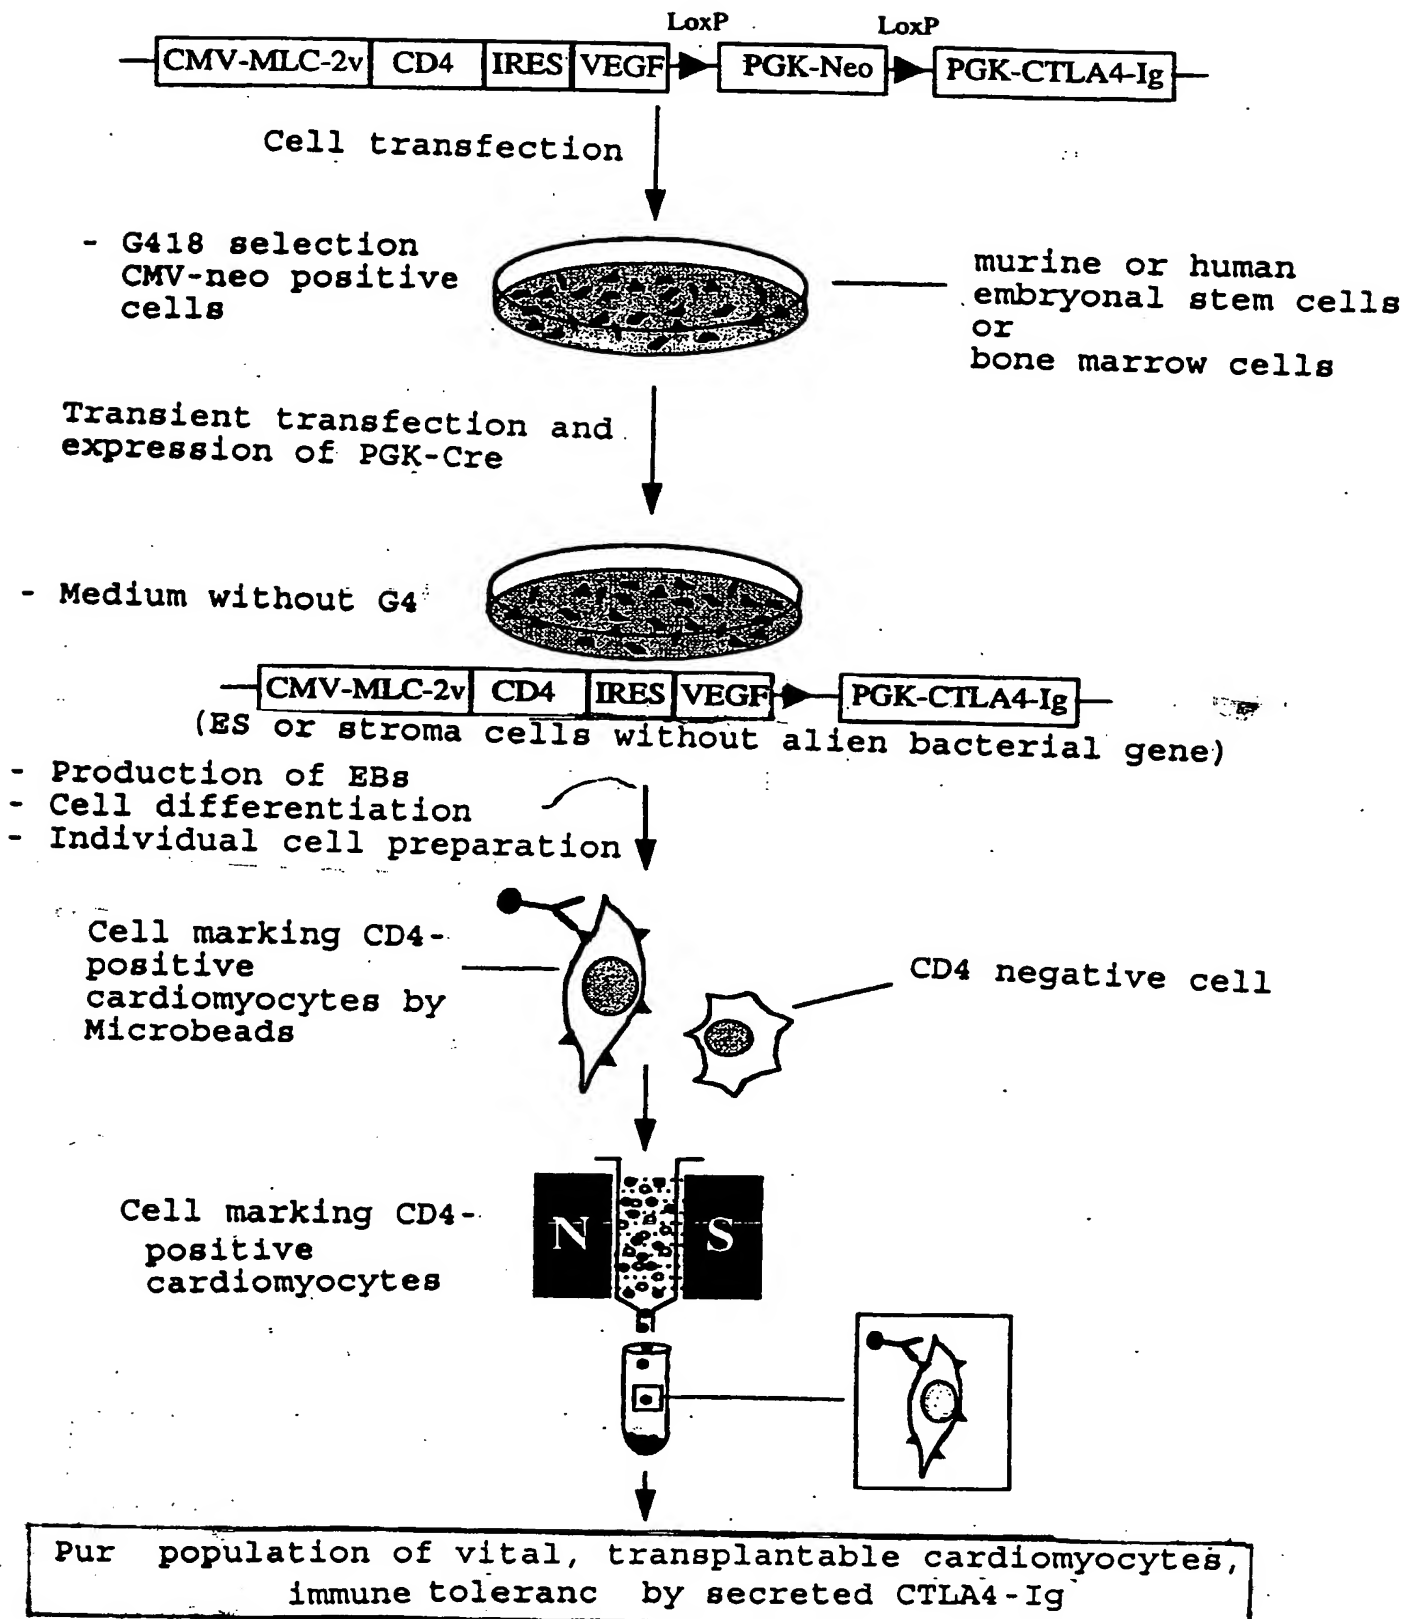 LoxP LoxP
CMV-MLC-2v CD4 IRES VEGF PGK-Neo PGK-CTLA4-Ig
Cell transfection
- G418 selection
CMV-neo positive
cells
murine or human
embryonal stem cells
or
bone marrow cells
Transient transfection and
expression of PGK-Cre
- Medium without G4
CMV-MLC-2v CD4 IRES VEGF PGK-CTLA4-Ig
(ES or stroma cells without alien bacterial gene)
- Production of EBs
- Cell differentiation
- Individual cell preparation
Cell marking CD4-
positive
cardiomyocytes by
Microbeads
CD4 negative cell
Cell marking CD4-
positive
cardiomyocytes
N S
Pur population of vital, transplantable cardiomyocytes,
immune toleranc by secreted CTLA4-Ig